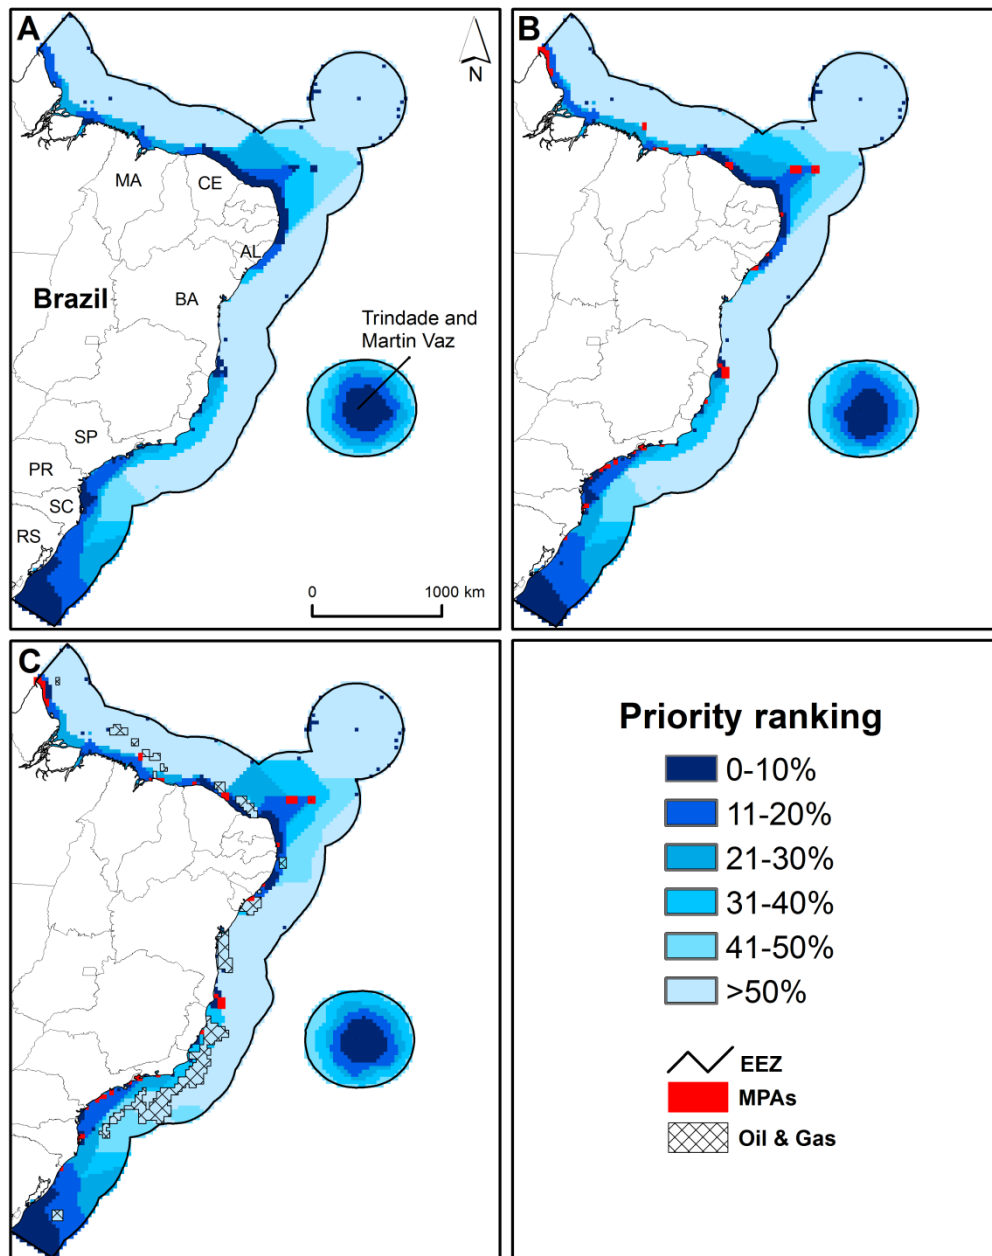 A
N
MA
CE
AL
Brazil
BA
Trindade and
Martin Vaz
SP
PR
SC
RS
0
1000 km
B
C
Priority ranking
0-10%
11-20%
21-30%
31-40%
41-50%
>50%
EEZ
MPAs
Oil & Gas